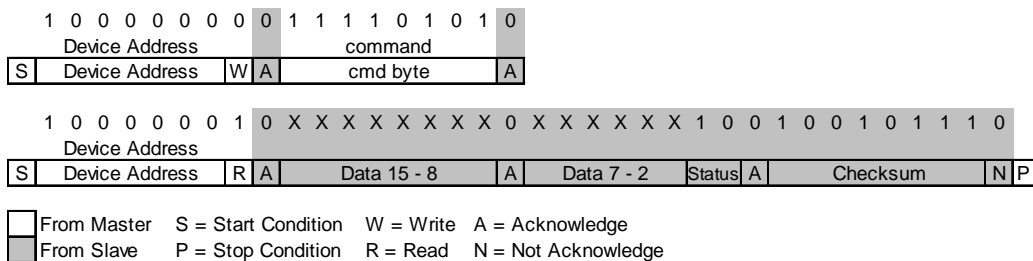 1 0 0 0 0 0 0 0 0 1 1 1 1 0 1 0 1 0
Device Address command
S Device Address W A cmd byte A
1 0 0 0 0 0 0 1 0 X X X X X X X X 0 X X X X X X 1 0 0 1 0 0 1 0 1 1 1 0
Device Address
S Device Address R A Data 15 - 8 A Data 7 - 2 Status A Checksum N P
From Master S = Start Condition W = Write A = Acknowledge
From Slave P = Stop Condition R = Read N = Not Acknowledge